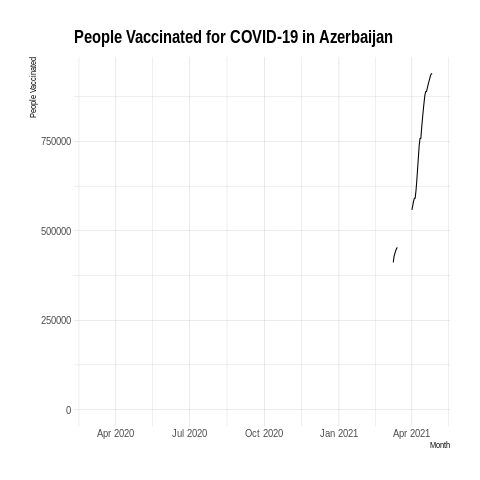 People Vaccinated for COVID-19 in Azerbaijan
People Vaccinated
750000
500000
250000
0
Apr 2020 Jul 2020 Oct 2020 Jan 2021 Apr 2021
Month